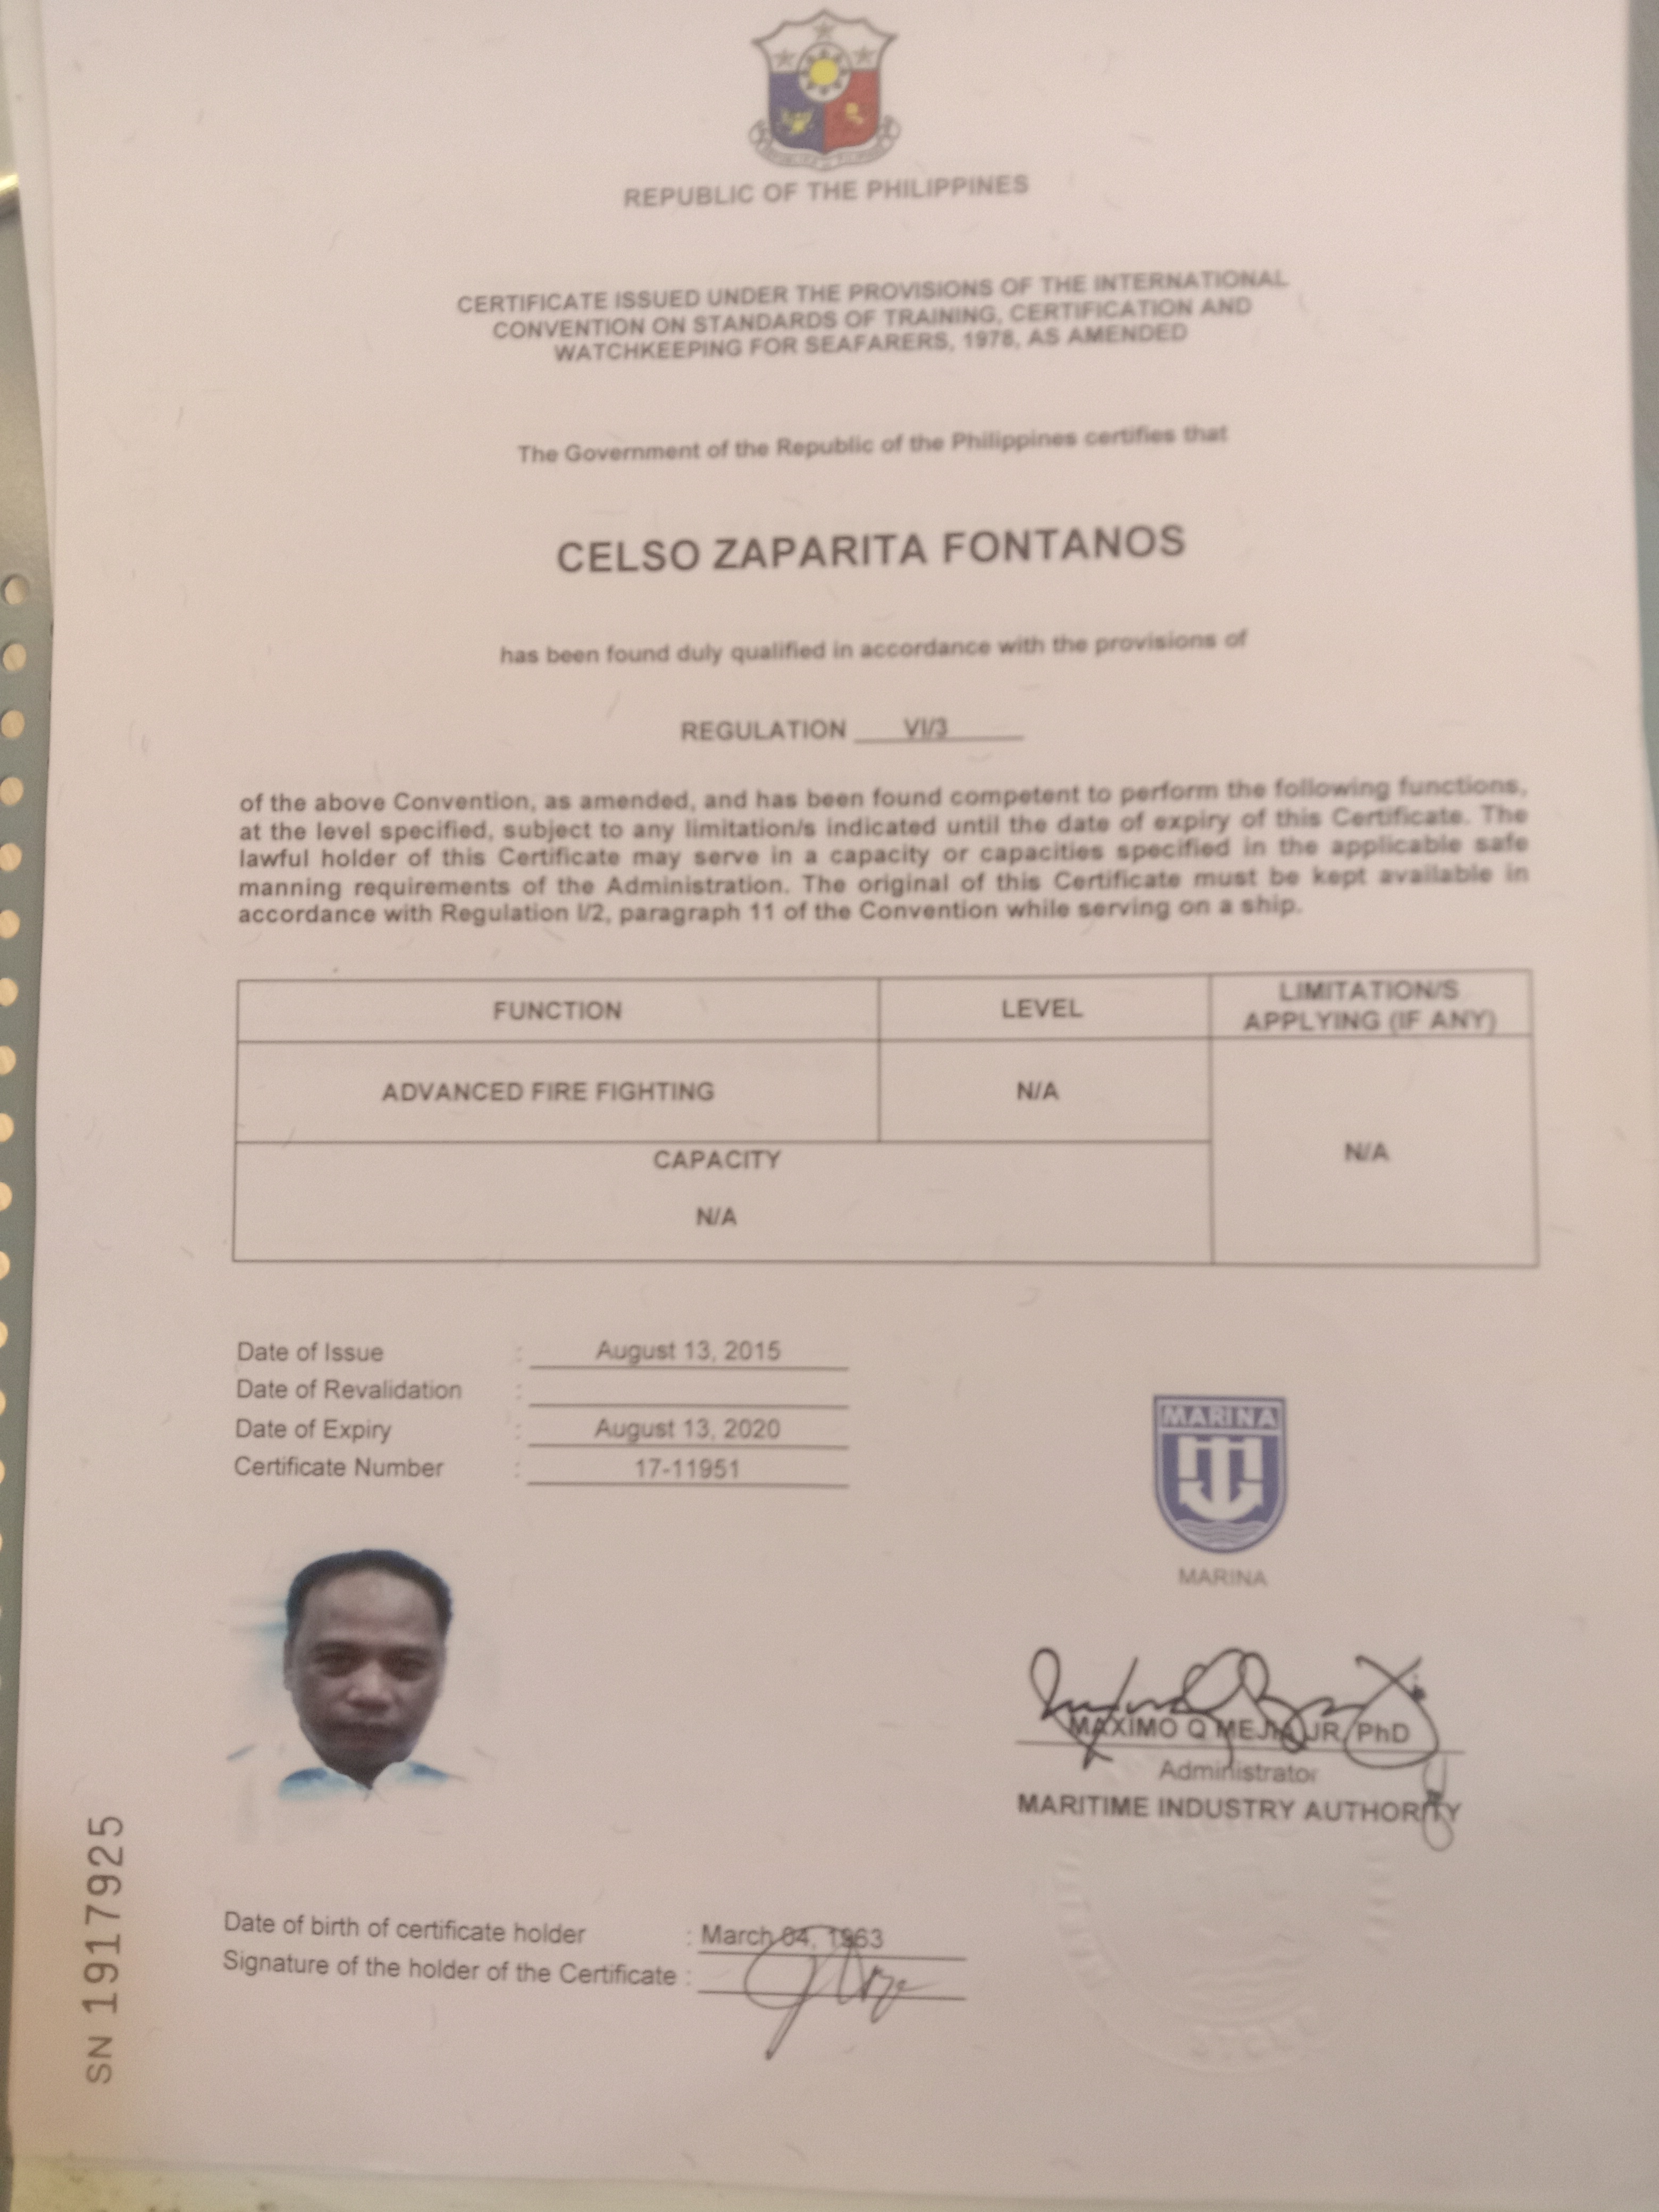 REPUBLIC OF THE PHILIPPINES
CERTIFICATE ISSUED UNDER THE PROVISIONS OF THE INTERNATIONAL
CONVENTION ON STANDARDS OF TRAINING, CERTIFICATION AND
WATCHKEEPING FOR SEAFARERS, 1978, AS AMENDED
The Government of the Republic of the Philippines certifies that
CELSO ZAPARITA FONTANOS
has been found duly qualified in accordance with the provisions of
REGULATION VI/3
of the above Convention, as amended, and has been found competent to perform the following functions,
at the level specified, subject to any limitation/s indicated until the date of expiry of this Certificate. The
lawful holder of this Certificate may serve in a capacity or capacities specified in the applicable safe
manning requirements of the Administration. The original of this Certificate must be kept available in
accordance with Regulation I/2, paragraph 11 of the Convention while serving on a ship.
FUNCTION LEVEL LIMITATION/S
APPLYING (IF ANY)
ADVANCED FIRE FIGHTING N/A
N/A
CAPACITY
N/A
Date of Issue : August 13, 2015
Date of Revalidation :
Date of Expiry : August 13, 2020
Certificate Number : 17-11951
MARINA
MARINA
MAXIMO Q MEJIA JR, PhD
Administrator
MARITIME INDUSTRY AUTHORITY
Date of birth of certificate holder : March 04, 1963
Signature of the holder of the Certificate :
SN 1917925